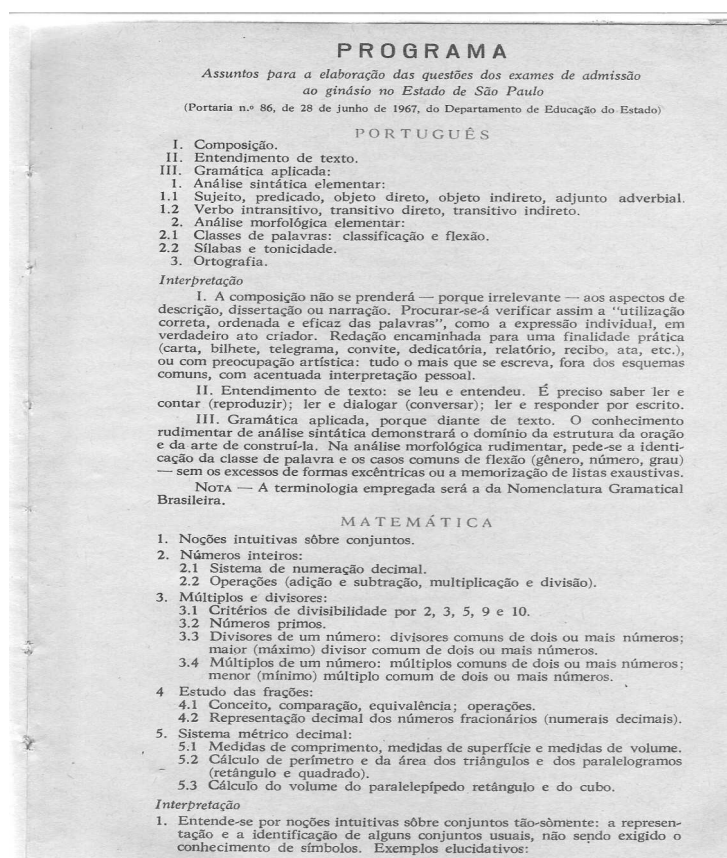 PROGRAMA
Assuntos para a elaboração das questões dos exames de admissão
ao ginásio no Estado de São Paulo
(Portaria n.º 86, de 28 de junho de 1967, do Departamento de Educação do Estado)
PORTUGUÊS
I. Composição.
II. Entendimento de texto.
III. Gramática aplicada:
1. Análise sintática elementar:
1.1 Sujeito, predicado, objeto direto, objeto indireto, adjunto adverbial.
1.2 Verbo intransitivo, transitivo direto, transitivo indireto.
2. Análise morfológica elementar:
2.1 Classes de palavras: classificação e flexão.
2.2 Sílabas e tonicidade.
3. Ortografia.
Interpretação
I. A composição não se prenderá — porque irrelevante — aos aspectos de
descrição, dissertação ou narração. Procurar-se-á verificar assim a "utilização
correta, ordenada e eficaz das palavras", como a expressão individual, em
verdadeiro ato criador. Redação encaminhada para uma finalidade prática
(carta, bilhete, telegrama, convite, dedicatória, relatório, recibo, ata, etc.),
ou com preocupação artística: tudo o mais que se escreva, fora dos esquemas
comuns, com acentuada interpretação pessoal.
II. Entendimento de texto: se leu e entendeu. É preciso saber ler e
contar (reproduzir); ler e dialogar (conversar); ler e responder por escrito.
III. Gramática aplicada, porque diante de texto. O conhecimento
rudimentar de análise sintática demonstrará o domínio da estrutura da oração
e da arte de construí-la. Na análise morfológica rudimentar, pede-se a identi-
cação da classe de palavra e os casos comuns de flexão (gênero, número, grau)
— sem os excessos de formas excêntricas ou a memorização de listas exaustivas.
NOTA — A terminologia empregada será a da Nomenclatura Gramatical
Brasileira.
MATEMÁTICA
1. Noções intuitivas sôbre conjuntos.
2. Números inteiros:
2.1 Sistema de numeração decimal.
2.2 Operações (adição e subtração, multiplicação e divisão).
3. Múltiplos e divisores:
3.1 Critérios de divisibilidade por 2, 3, 5, 9 e 10.
3.2 Números primos.
3.3 Divisores de um número: divisores comuns de dois ou mais números;
maior (máximo) divisor comum de dois ou mais números.
3.4 Múltiplos de um número: múltiplos comuns de dois ou mais números;
menor (mínimo) múltiplo comum de dois ou mais números.
4 Estudo das frações:
4.1 Conceito, comparação, equivalência; operações.
4.2 Representação decimal dos números fracionários (numerais decimais).
5. Sistema métrico decimal:
5.1 Medidas de comprimento, medidas de superfície e medidas de volume.
5.2 Cálculo de perímetro e da área dos triângulos e dos paralelogramos
(retângulo e quadrado).
5.3 Cálculo do volume do paralelepípedo retângulo e do cubo.
Interpretação
1. Entende-se por noções intuitivas sôbre conjuntos tão-sòmente: a represen-
tação e a identificação de alguns conjuntos usuais, não sendo exigido o
conhecimento de símbolos. Exemplos elucidativos: